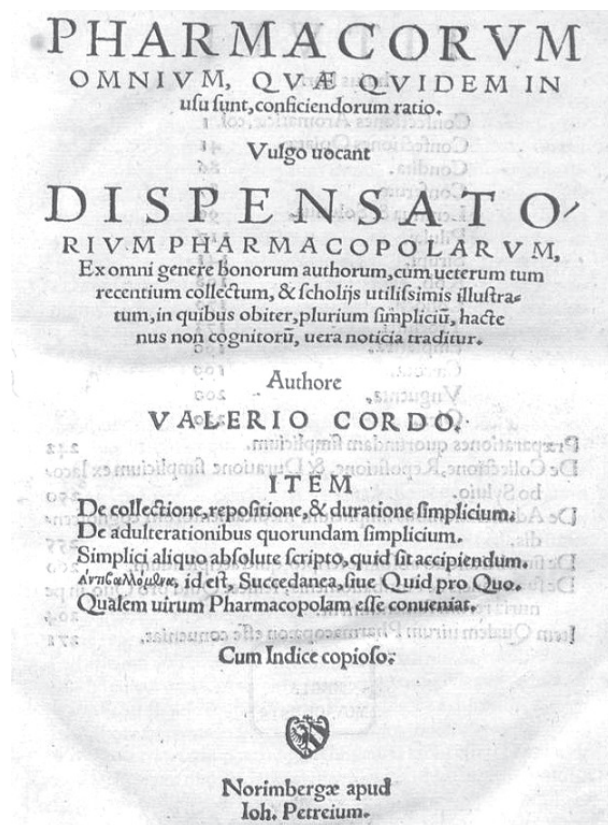 PHARMACORVM
OMNIVM, QVÆ QVIDEM IN
uſu ſunt, conficiendorum ratio.
Vulgo uocant
DISPENSATO/
RIVM PHARMACOPOLARVM,
Ex omni genere bonorum authorum, cùm ueterum tum
recentium collectum, & ſcholijs utiliſsimis illuſtra⸗
tum, in quibus obiter, plurium ſimpliciũ, hacte
nus non cognitorũ, uera noticia traditur.
Authore
VALERIO CORDO.
ITEM
De collectione, repoſitione, & duratione ſimplicium.
De adulterationibus quorundam ſimplicium.
Simplici aliquo abſolute ſcripto, quid ſit accipiendum.
Ἀντιβαλλόμενα, id eſt, Succedanea, ſiue Quid pro Quo.
Qualem uirum Pharmacopolam eſſe conueniat.
Cum Indice copioſo.
Norimbergæ apud
Ioh. Petreium.